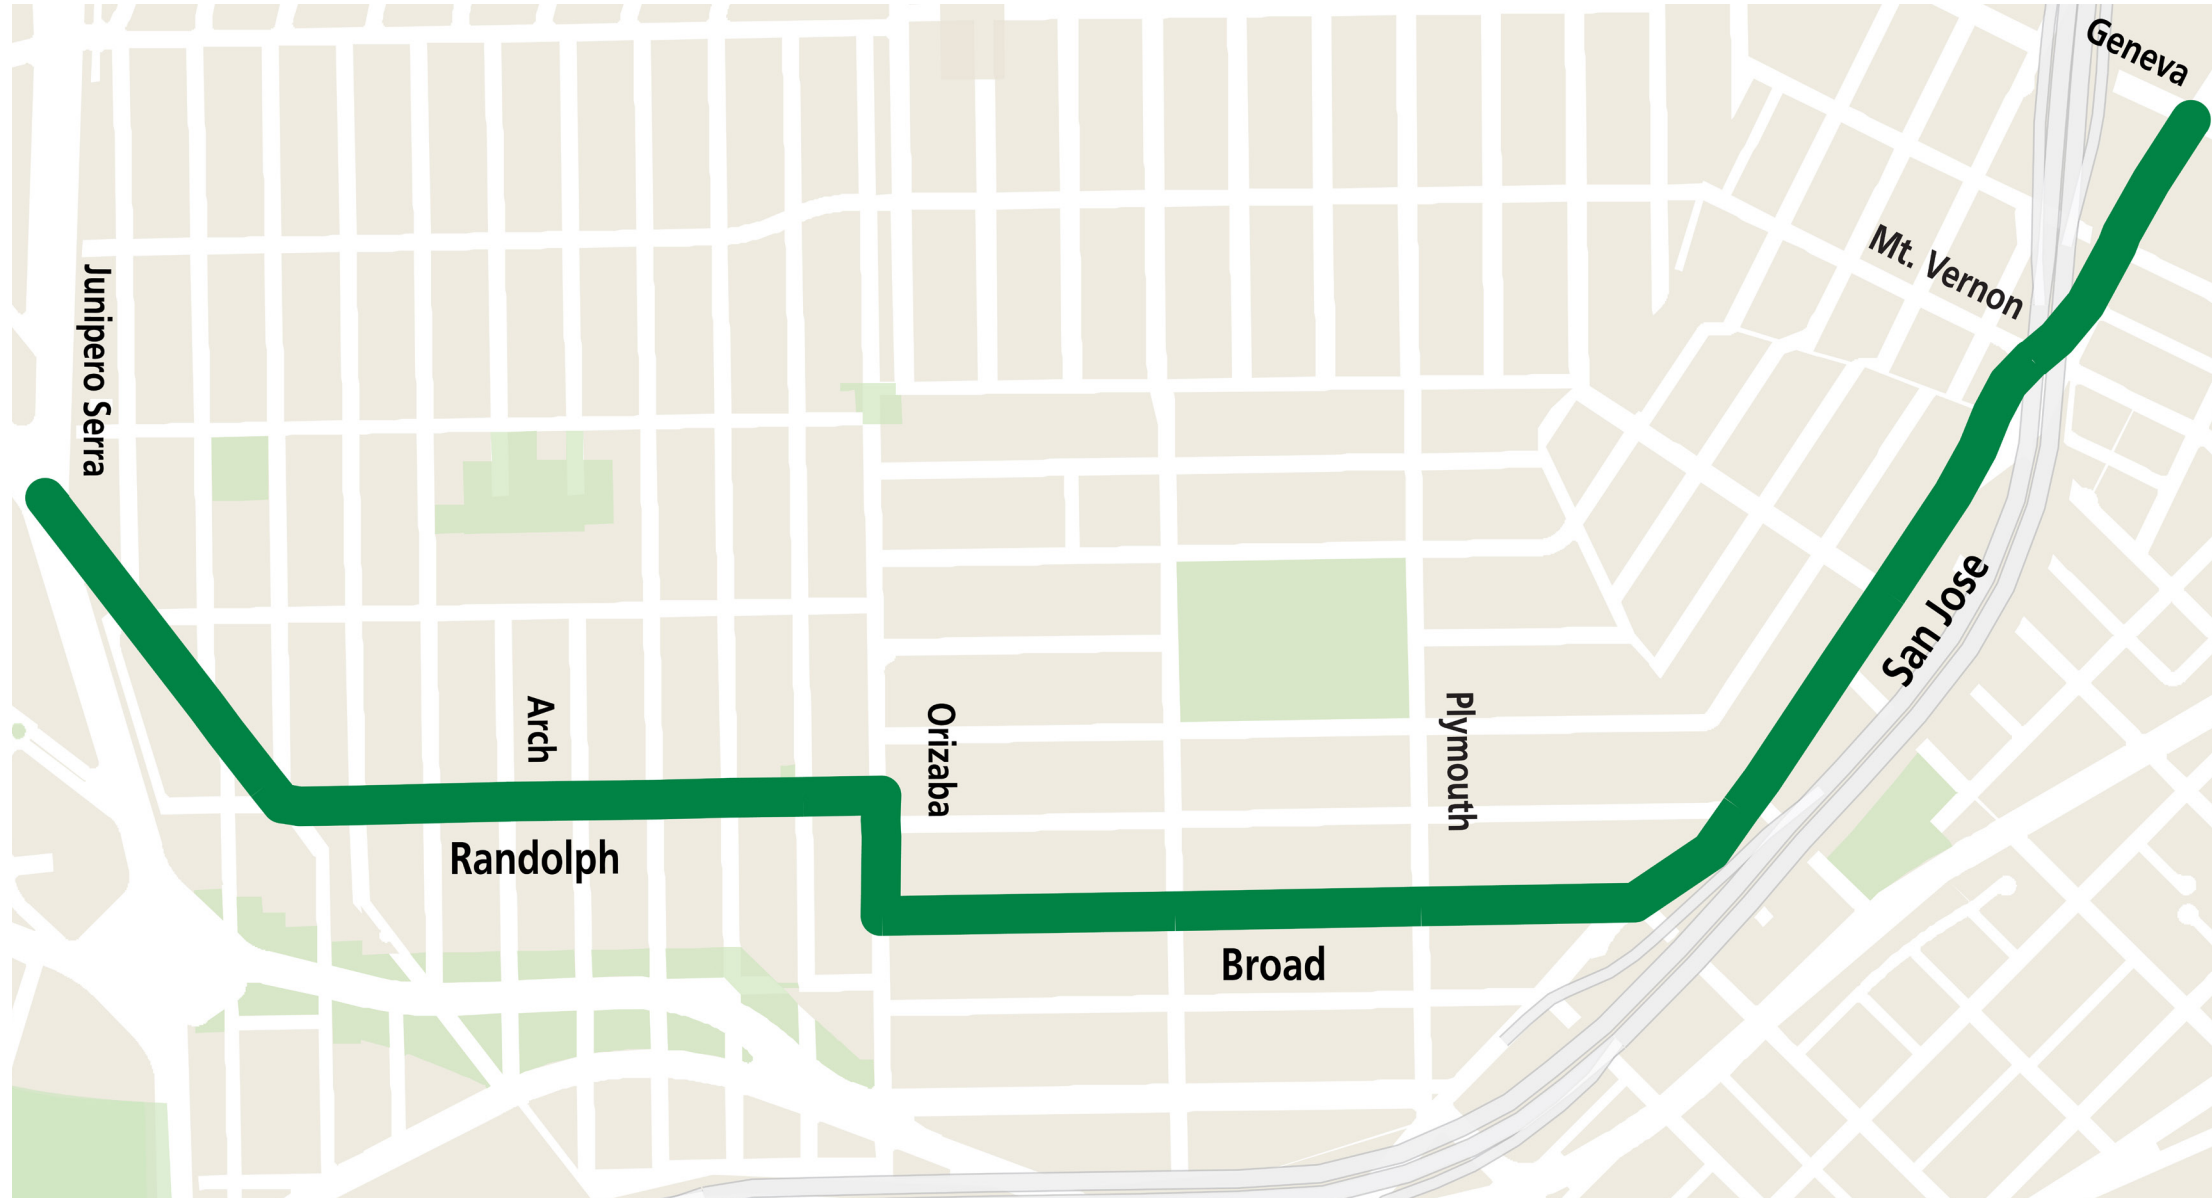 Geneva
Mt. Vernon
Junipero Serra
San Jose
Arch
Orizaba
Plymouth
Randolph
Broad